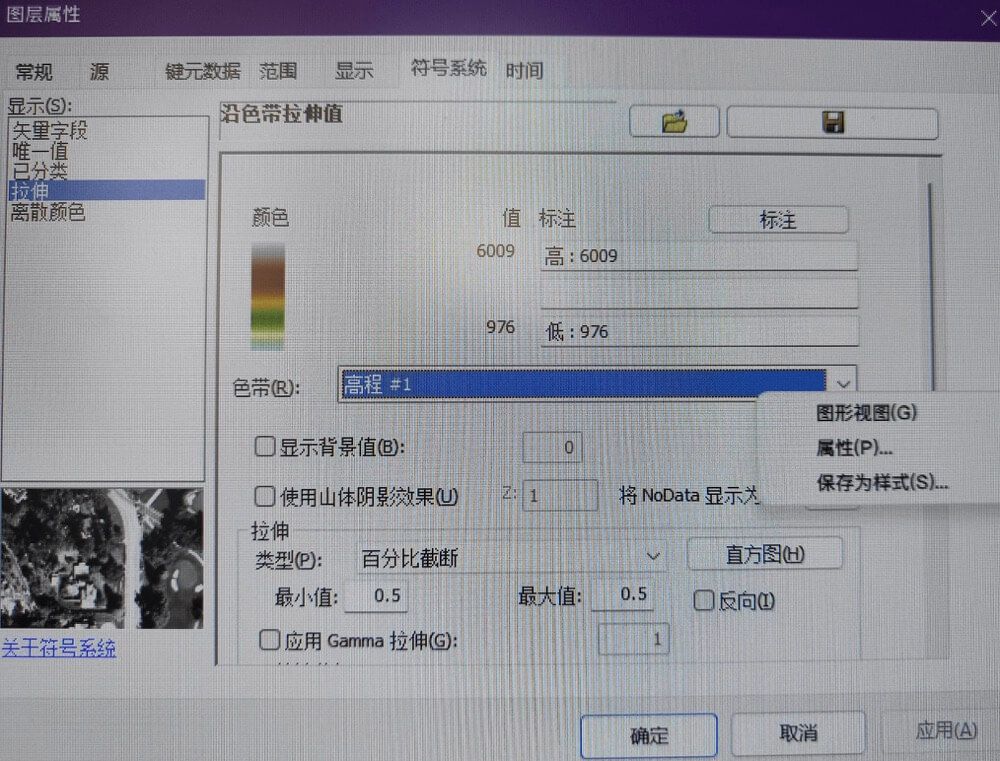 图层属性
常规 源 键元数据 范围 显示 符号系统 时间
显示(S):
矢量字段
唯一值
已分类
拉伸
离散颜色
关于符号系统
沿色带拉伸值
颜色 值 标注 标注
6009 高 : 6009
976 低 : 976
色带(R): 高程 #1
图形视图(G)
属性(P)...
保存为样式(S)...
显示背景值(B): 0
使用山体阴影效果(U) Z: 1 将 NoData 显示为
拉伸
类型(P): 百分比截断 直方图(H)
最小值: 0.5 最大值: 0.5 反向(I)
应用 Gamma 拉伸(G): 1
确定 取消 应用(A)